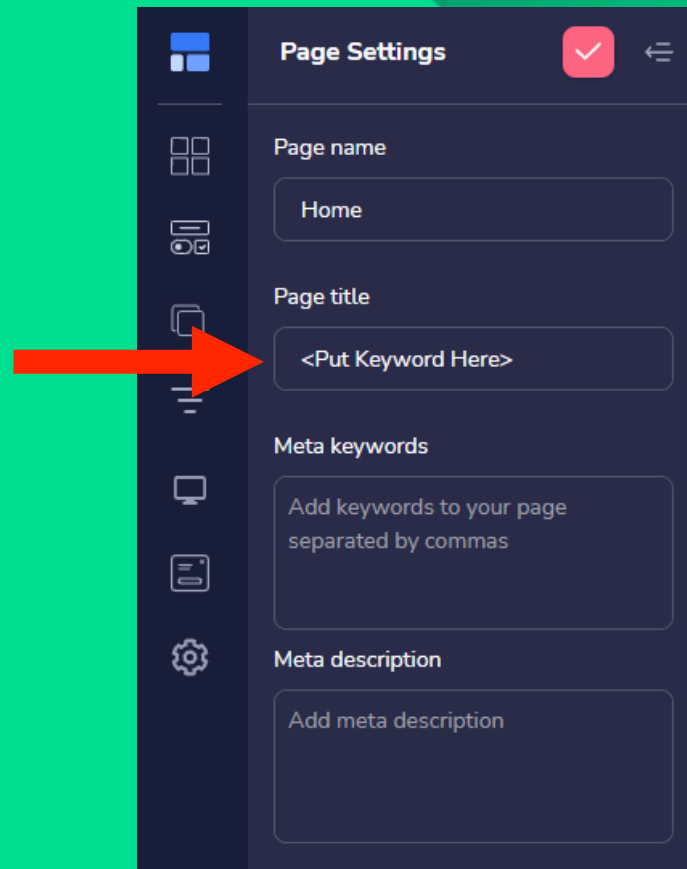 Page Settings
Page name
Home
Page title
<Put Keyword Here>
Meta keywords
Add keywords to your page
separated by commas
Meta description
Add meta description